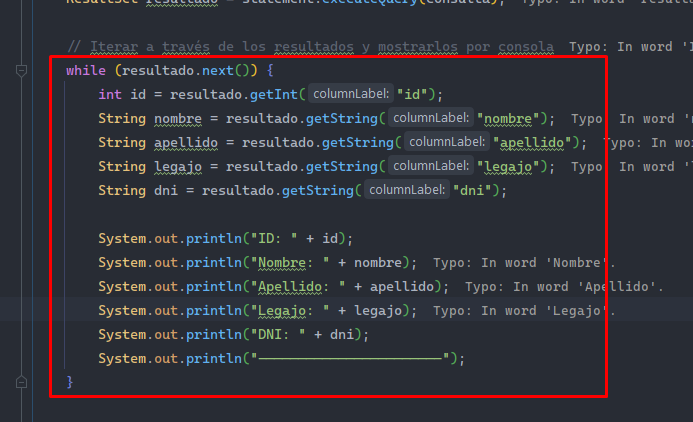 ResultSet resultado = statement.executeQuery(consulta); Typo: In word 'resulta
// Iterar a través de los resultados y mostrarlos por consola Typo: In word 'I
while (resultado.next()) {
int id = resultado.getInt( columnLabel: "id");
String nombre = resultado.getString( columnLabel: "nombre"); Typo: In word 'n
String apellido = resultado.getString( columnLabel: "apellido"); Typo: In wo
String legajo = resultado.getString( columnLabel: "legajo"); Typo: In word 'l
String dni = resultado.getString( columnLabel: "dni");
System.out.println("ID: " + id);
System.out.println("Nombre: " + nombre); Typo: In word 'Nombre'.
System.out.println("Apellido: " + apellido); Typo: In word 'Apellido'.
System.out.println("Legajo: " + legajo); Typo: In word 'Legajo'.
System.out.println("DNI: " + dni);
System.out.println("-----------------------");
}